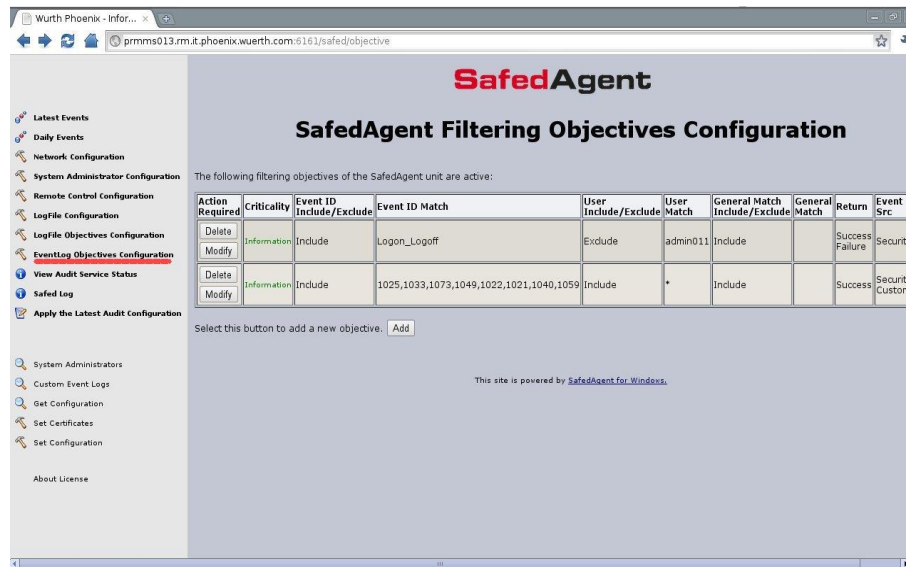 Wurth Phoenix - Infor...
prmms013.rm.it.phoenix.wuerth.com:6161/safed/objective
SafedAgent
SafedAgent Filtering Objectives Configuration
Latest Events
Daily Events
Network Configuration
System Administrator Configuration
Remote Control Configuration
LogFile Configuration
LogFile Objectives Configuration
EventLog Objectives Configuration
View Audit Service Status
Safed Log
Apply the Latest Audit Configuration
System Administrators
Custom Event Logs
Get Configuration
Set Certificates
Set Configuration
About License
The following filtering objectives of the SafedAgent unit are active:
Action Required Criticality Event ID Include/Exclude Event ID Match User Include/Exclude User Match General Match Include/Exclude General Match Return Event Src
Delete Modify Information Include Logon_Logoff Exclude admin011 Include Success Failure Securit
Delete Modify Information Include 1025,1033,1073,1049,1022,1021,1040,1059 Include * Include Success Securit Custom
Select this button to add a new objective. Add
This site is powered by SafedAgent for Windows.